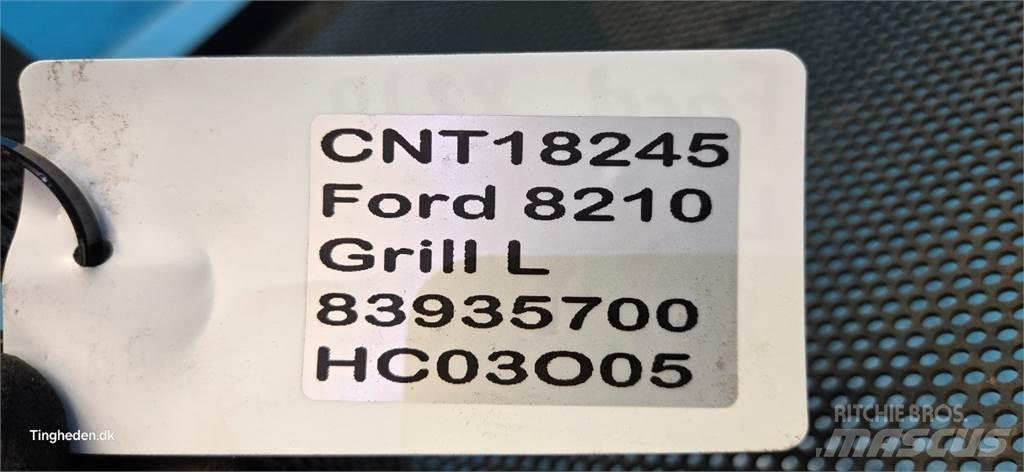 CNT18245
Ford 8210
Grill L
83935700
HC03O05
Tingheden.dk
RITCHIE BROS.
MASCUS